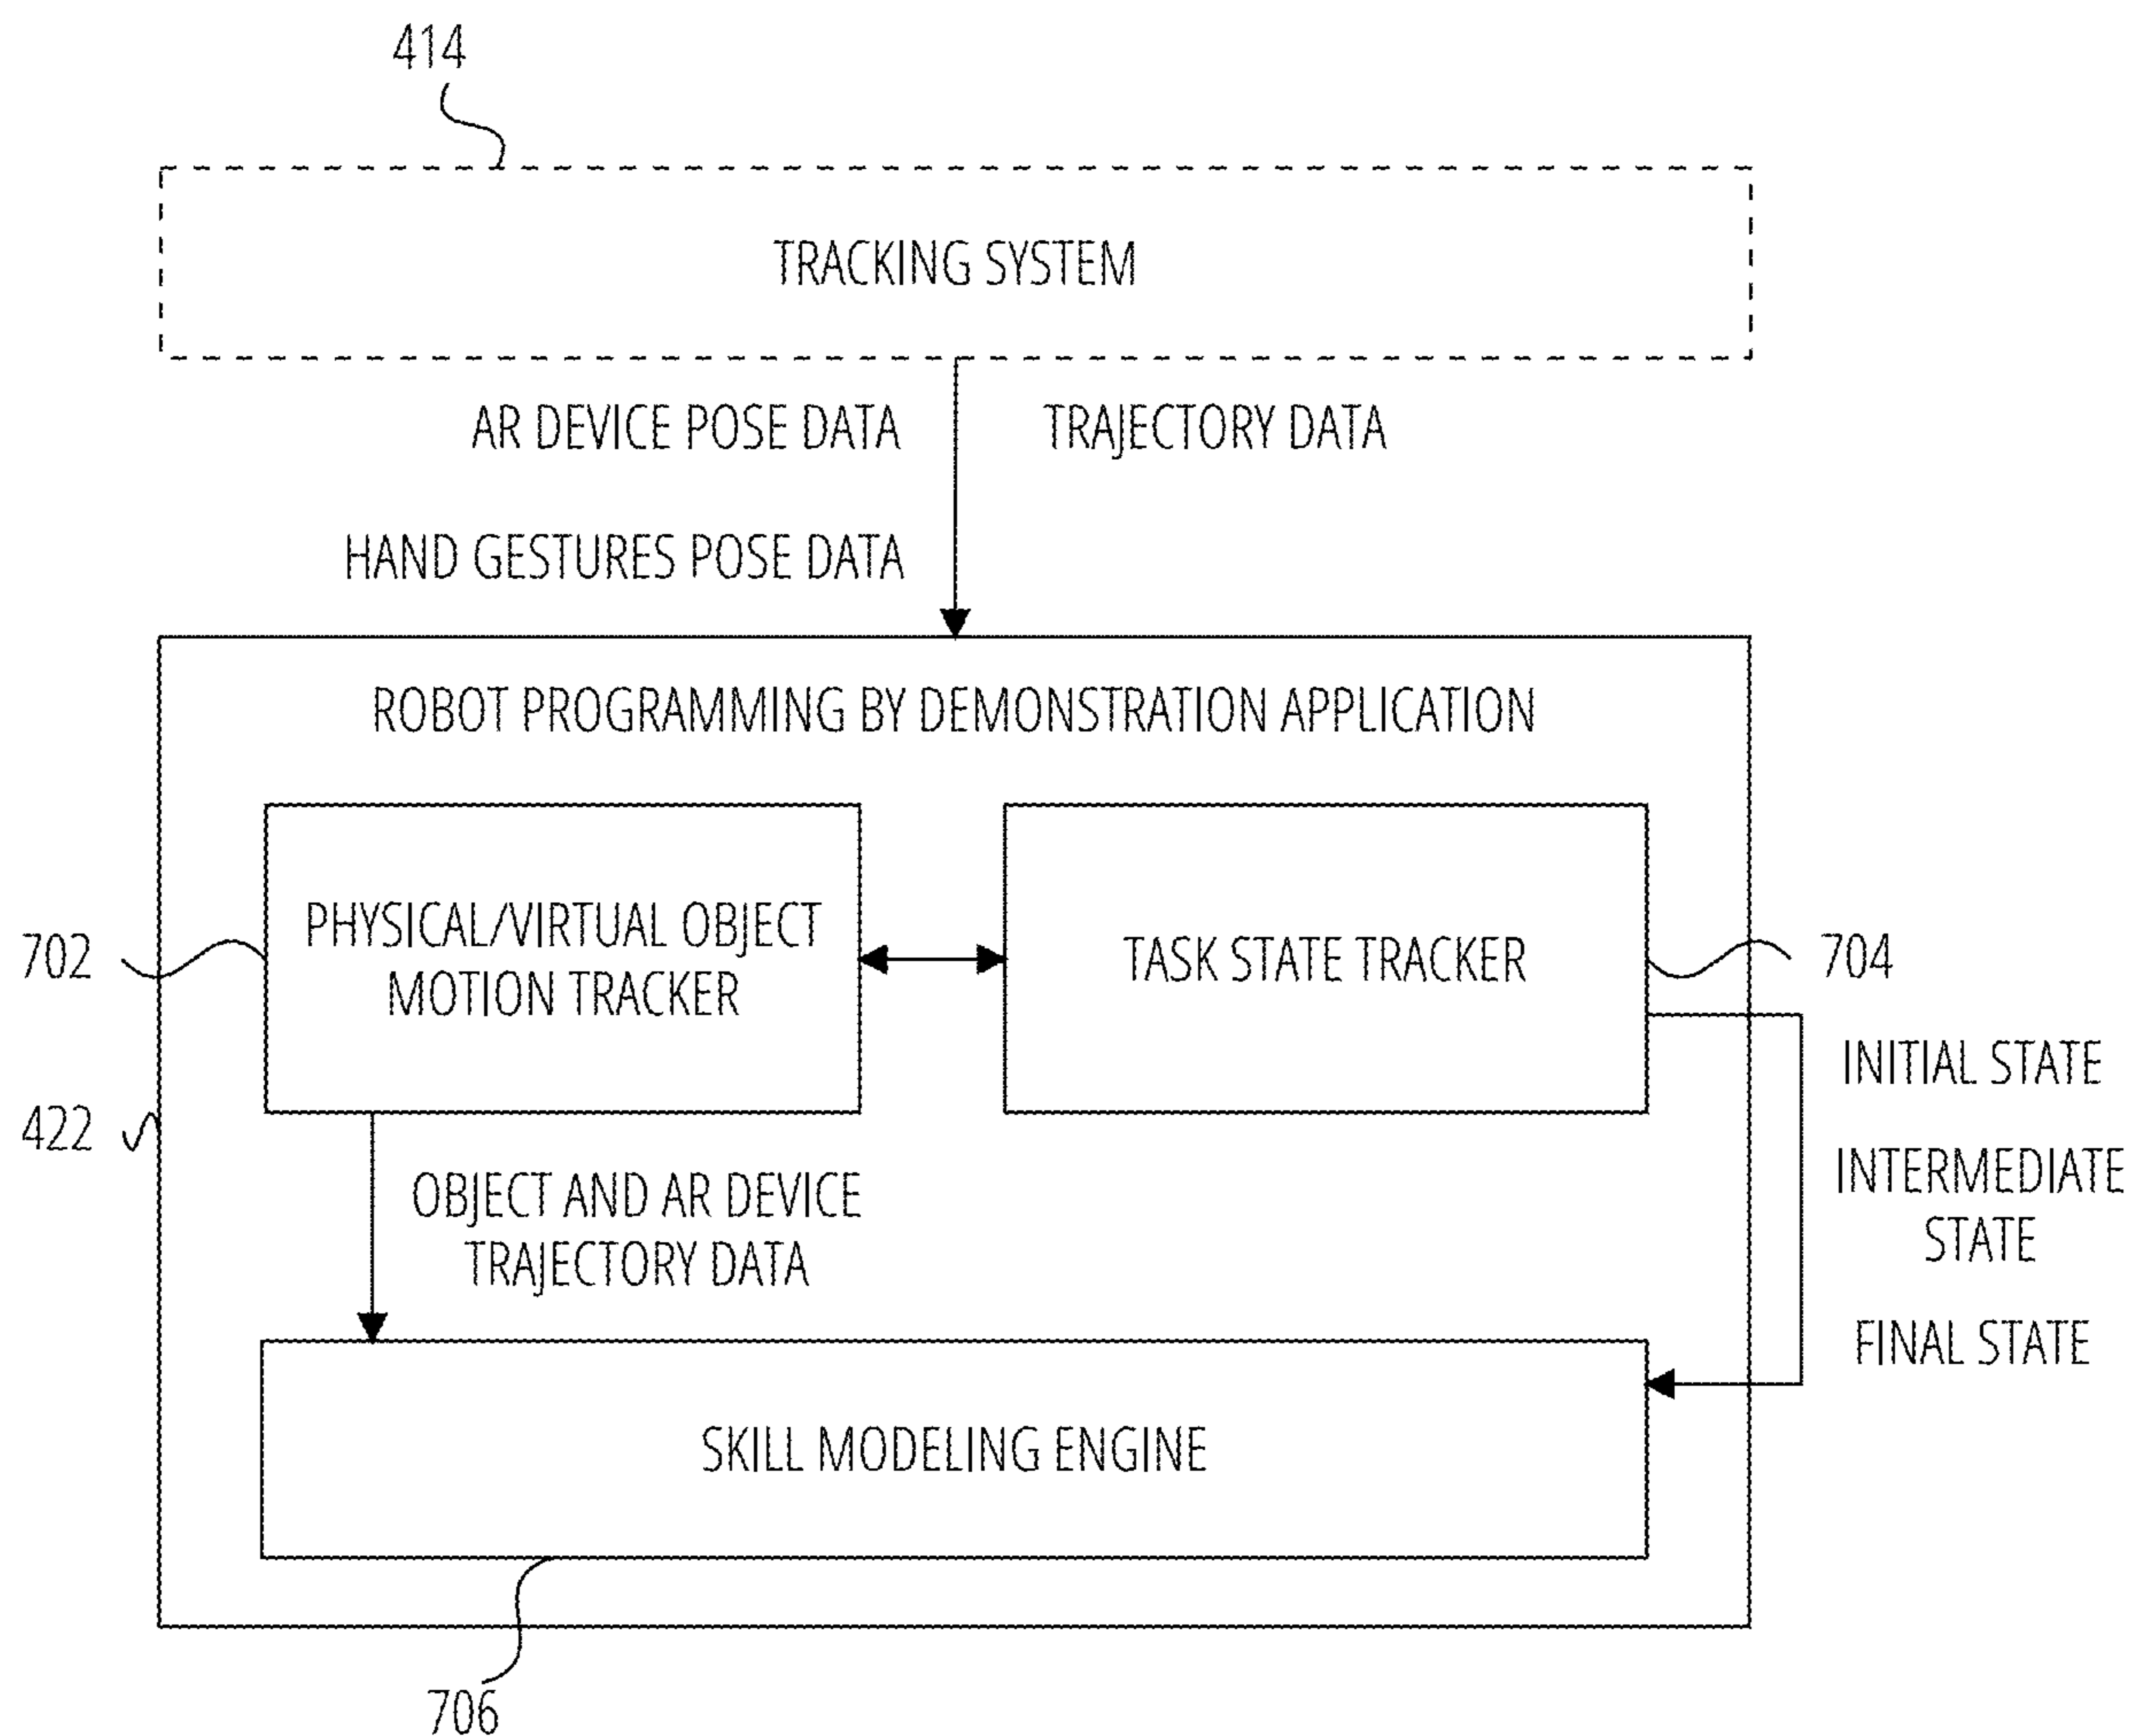 414
TRACKING SYSTEM
AR DEVICE POSE DATA
TRAJECTORY DATA
HAND GESTURES POSE DATA
ROBOT PROGRAMMING BY DEMONSTRATION APPLICATION
PHYSICAL/VIRTUAL OBJECT
MOTION TRACKER
TASK STATE TRACKER
702
704
INITIAL STATE
422
INTERMEDIATE
STATE
OBJECT AND AR DEVICE
TRAJECTORY DATA
FINAL STATE
SKILL MODELING ENGINE
706